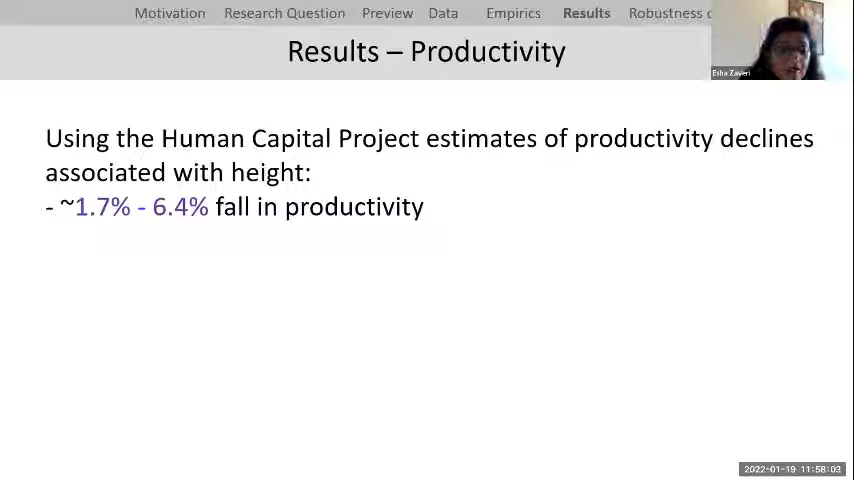 Motivation Research Question Preview Data Empirics Results Robustness
Results – Productivity
Esha Zaveri
Using the Human Capital Project estimates of productivity declines
associated with height:
- ~1.7% - 6.4% fall in productivity
2022-01-19 11:58:03